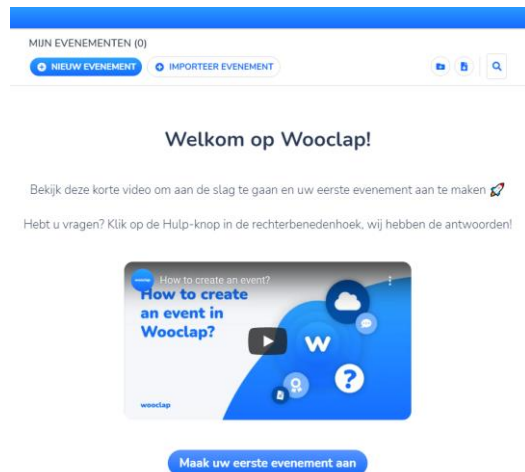 MIJN EVENEMENTEN (0)
NIEUW EVENEMENT
IMPORTEER EVENEMENT
Welkom op Wooclap!
Bekijk deze korte video om aan de slag te gaan en uw eerste evenement aan te maken 🚀
Hebt u vragen? Klik op de Hulp-knop in de rechterbenedenhoek, wij hebben de antwoorden!
How to create an event?
How to create
an event in
Wooclap?
w
?
wooclap
Maak uw eerste evenement aan